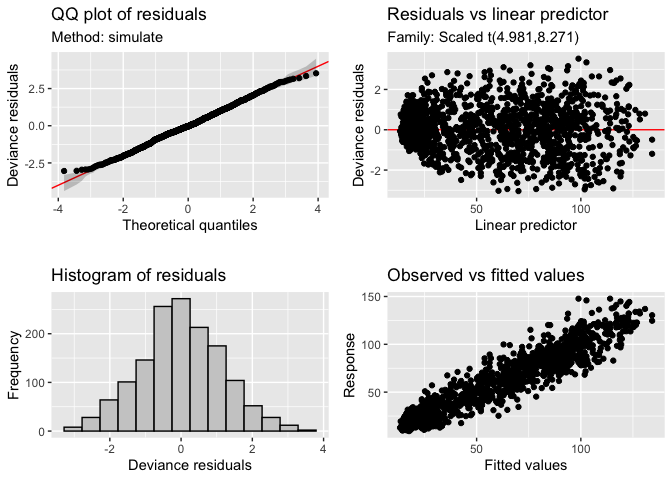 QQ plot of residuals
Method: simulate
Deviance residuals
2.5
0.0
-2.5
-4
-2
0
2
4
Theoretical quantiles
Residuals vs linear predictor
Family: Scaled t(4.981,8.271)
Deviance residuals
2
0
-2
50
100
Linear predictor
Histogram of residuals
Frequency
200
100
0
-2
0
2
4
Deviance residuals
Observed vs fitted values
Response
150
100
50
50
100
Fitted values